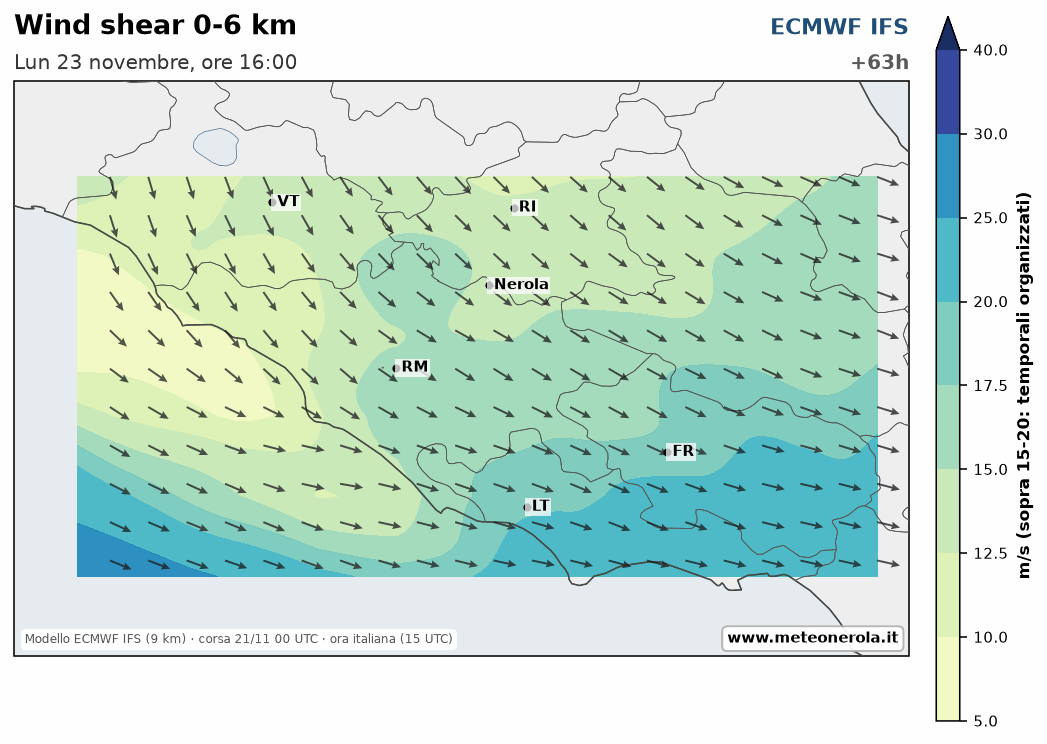 Wind shear 0-6 km
ECMWF IFS
Lun 23 novembre, ore 16:00
+63h
40.0
30.0
25.0
20.0
17.5
15.0
12.5
10.0
5.0
m/s (sopra 15-20: temporali organizzati)
VT
RI
Nerola
RM
FR
LT
Modello ECMWF IFS (9 km) · corsa 21/11 00 UTC · ora italiana (15 UTC)
www.meteonerola.it